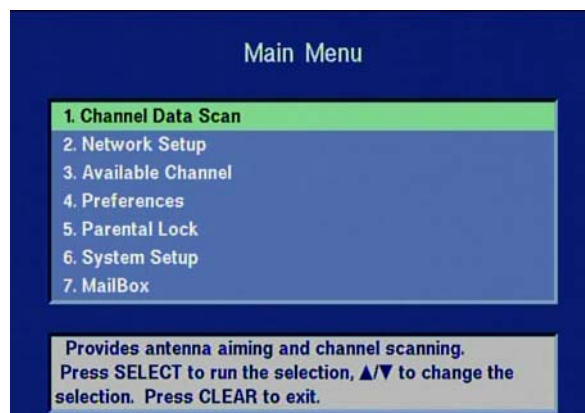 Main Menu
1. Channel Data Scan
2. Network Setup
3. Available Channel
4. Preferences
5. Parental Lock
6. System Setup
7. MailBox
Provides antenna aiming and channel scanning.
Press SELECT to run the selection, ▲/▼ to change the
selection. Press CLEAR to exit.